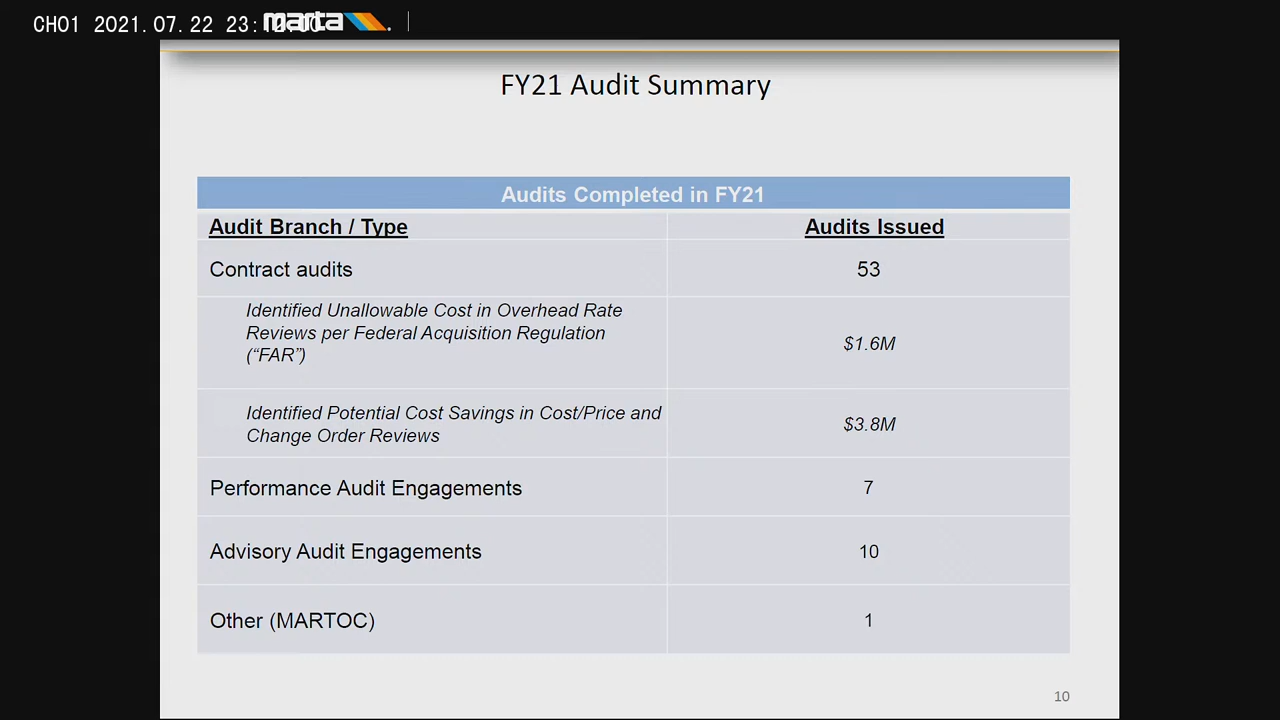 CH01 2021.07.22 marta
FY21 Audit Summary
Audits Completed in FY21
Audit Branch / Type
Audits Issued
Contract audits
53
Identified Unallowable Cost in Overhead Rate
Reviews per Federal Acquisition Regulation
(“FAR”)
$1.6M
Identified Potential Cost Savings in Cost/Price and
Change Order Reviews
$3.8M
Performance Audit Engagements
7
Advisory Audit Engagements
10
Other (MARTOC)
1
10